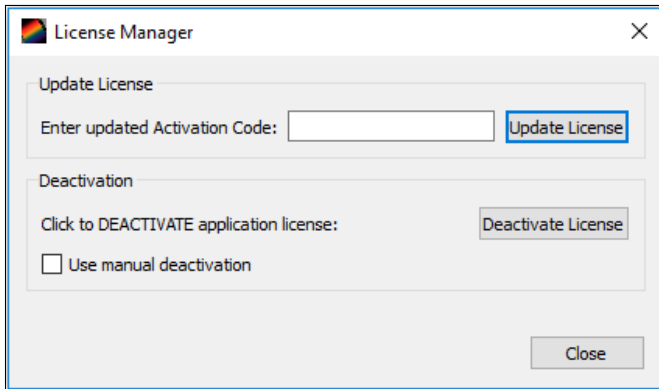 License Manager
Update License
Enter updated Activation Code:
Update License
Deactivation
Click to DEACTIVATE application license:
Deactivate License
Use manual deactivation
Close